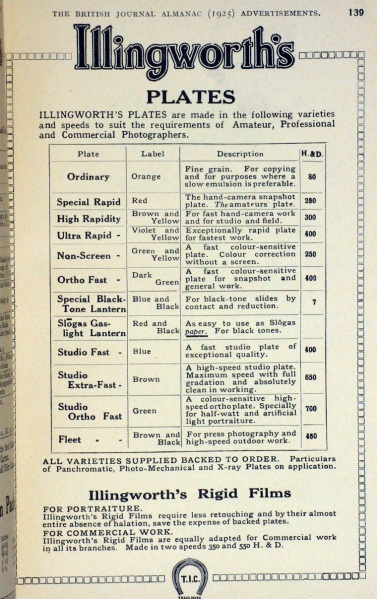 THE BRITISH JOURNAL ALMANAC (1925) ADVERTISEMENTS. 139
Illingworth's
PLATES
ILLINGWORTH'S PLATES are made in the following varieties
and speeds to suit the requirements of Amateur, Professional
and Commercial Photographers.
Plate Label Description H. & D.
Ordinary Orange Fine grain. For copying
and for purposes where a
slow emulsion is preferable. 80
Special Rapid Red The hand-camera snapshot
plate. The amateurs plate. 250
High Rapidity Brown and
Yellow For fast hand-camera work
and for studio and field. 300
Ultra Rapid - Violet and
Yellow Exceptionally rapid plate
for fastest work. 400
Non-Screen - Green and
Yellow A fast colour-sensitive
plate. Colour correction
without a screen. 250
Ortho Fast - Dark
Green A fast colour-sensitive
plate for snapshot and
general work. 400
Special Black-
Tone Lantern Blue and
Black For black-tone slides by
contact and reduction. 7
Slōgas Gas-
light Lantern Red and
Black As easy to use as Slōgas
paper. For black tones.
Studio Fast - Blue A fast studio plate of
exceptional quality. 400
Studio
Extra-Fast - Brown A high-speed studio plate.
Maximum speed with full
gradation and absolutely
clean in working. 650
Studio
Ortho Fast Green A colour-sensitive high-
speed ortho plate. Specially
for half-watt and artificial
light portraiture. 700
Fleet - - Brown and
Black For press photography and
high-speed outdoor work. 450
ALL VARIETIES SUPPLIED BACKED TO ORDER. Particulars
of Panchromatic, Photo-Mechanical and X-ray Plates on application.
Illingworth's Rigid Films
FOR PORTRAITURE.
Illingworth's Rigid Films require less retouching and by their almost
entire absence of halation, save the expense of backed plates.
FOR COMMERCIAL WORK.
Illingworth's Rigid Films are equally adapted for Commercial work
in all its branches. Made in two speeds 350 and 550 H. & D.
T.I.C.